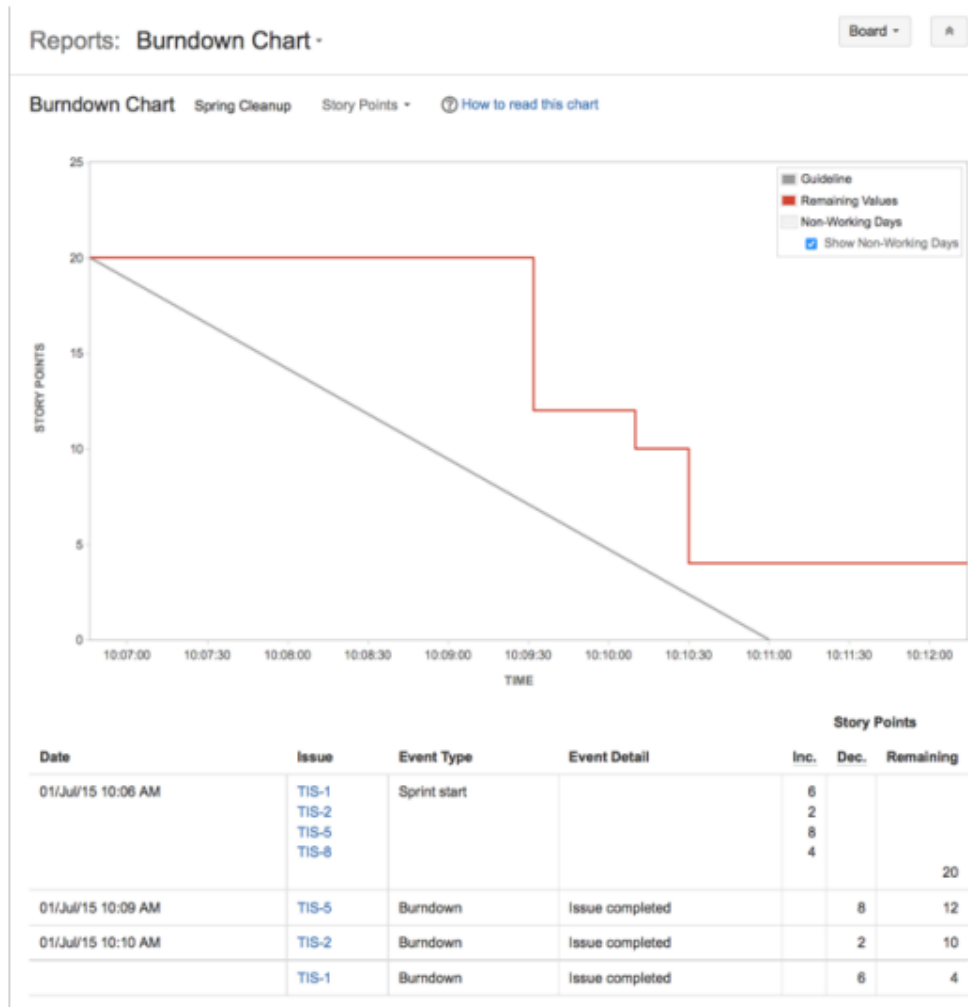 Reports: Burndown Chart
Board
Burndown Chart Spring Cleanup Story Points ? How to read this chart
25
20
15
10
5
0
STORY POINTS
Guideline
Remaining Values
Non-Working Days
Show Non-Working Days
10:07:00 10:07:30 10:08:00 10:08:30 10:09:00 10:09:30 10:10:00 10:10:30 10:11:00 10:11:30 10:12:00
TIME
Story Points
Date Issue Event Type Event Detail Inc. Dec. Remaining
01/Jul/15 10:06 AM TIS-1 Sprint start 6
TIS-2 2
TIS-5 8
TIS-8 4
20
01/Jul/15 10:09 AM TIS-5 Burndown Issue completed 8 12
01/Jul/15 10:10 AM TIS-2 Burndown Issue completed 2 10
TIS-1 Burndown Issue completed 6 4